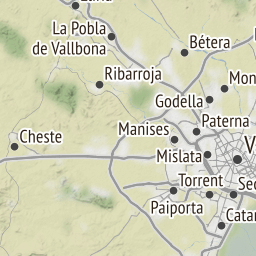 La Pobla
de Vallbona
Bétera
Ribarroja
Godella
Paterna
Manises
Cheste
Mislata
Torrent
Paiporta